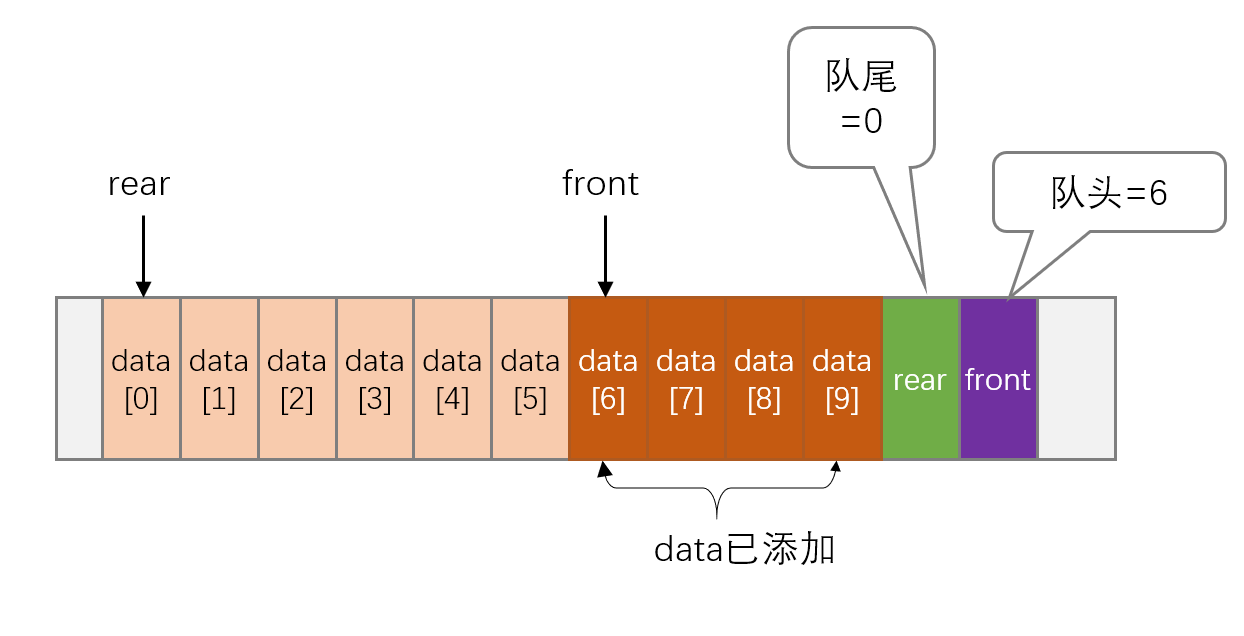 队尾
=0
队头=6
rear
front
data
[0]
data
[1]
data
[2]
data
[3]
data
[4]
data
[5]
data
[6]
data
[7]
data
[8]
data
[9]
rear
front
data已添加